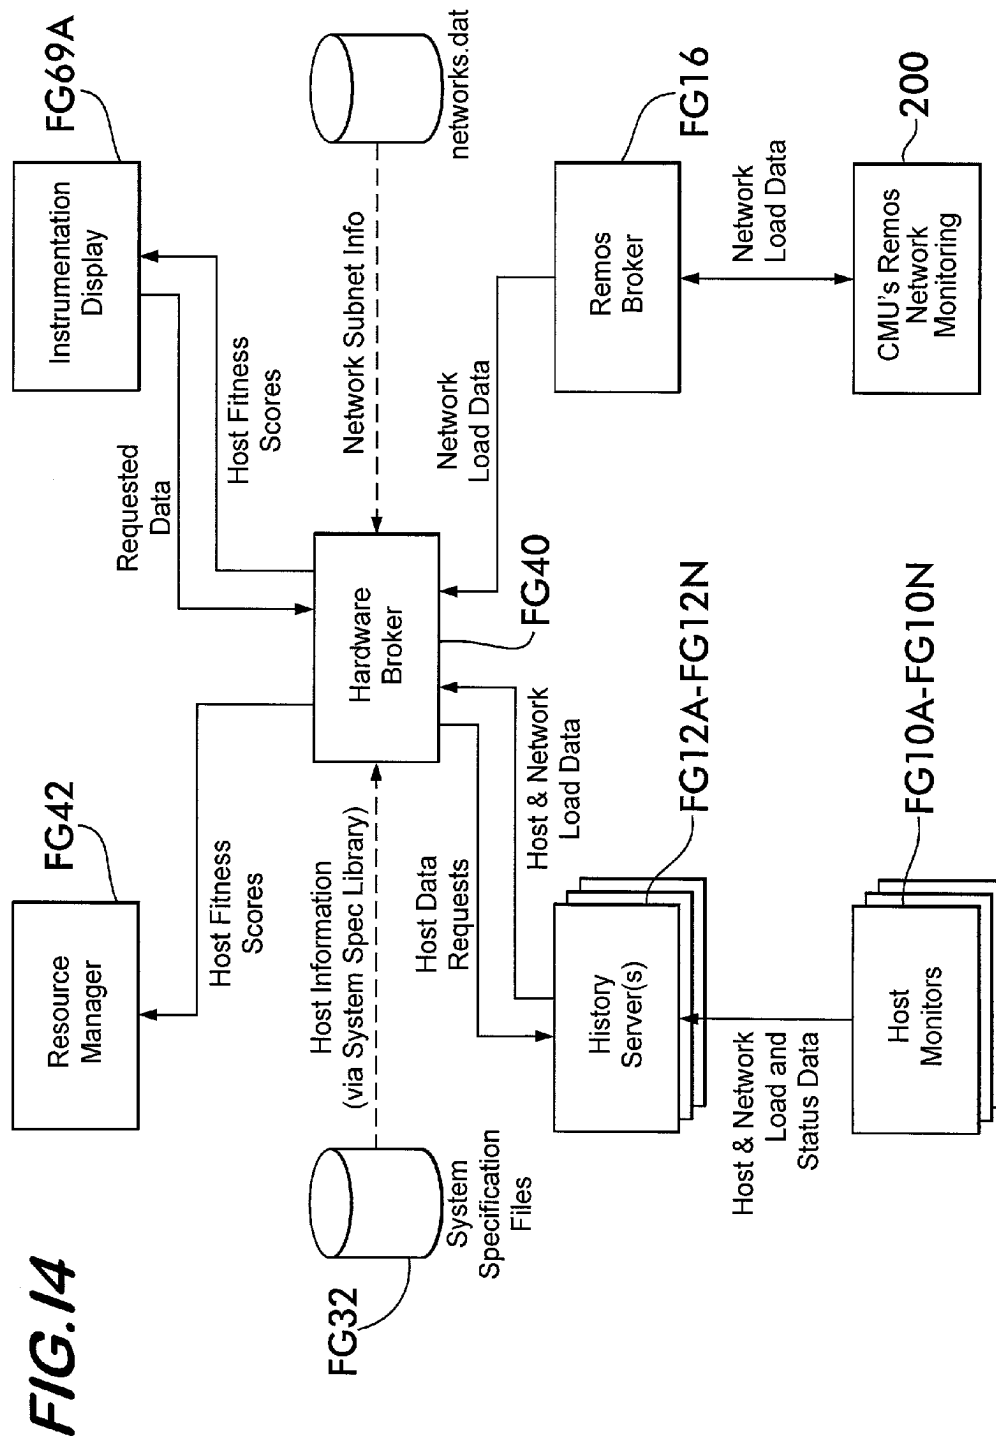 FIG.14
FG42
Resource
Manager
FG69A
Instrumentation
Display
Host Fitness
Scores
Requested
Data
Host Fitness
Scores
FG32
System
Specification
Files
Host Information
(via System Spec Library)
Hardware
Broker
FG40
Network Subnet Info
networks.dat
Host Data
Requests
Host & Network
Load Data
Network
Load Data
History
Server(s)
FG12A-FG12N
Remos
Broker
FG16
Host & Network
Load and
Status Data
Network
Load Data
Host
Monitors
FG10A-FG10N
CMU's Remos
Network
Monitoring
200